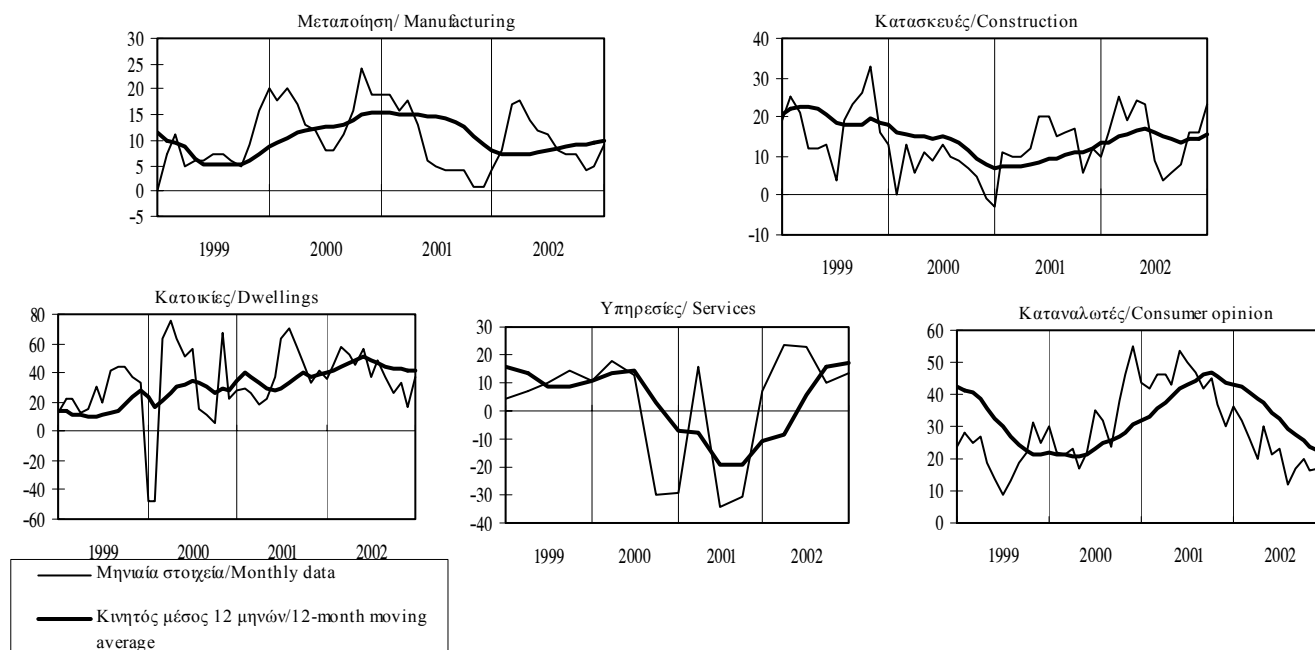 Μεταποίηση/ Manufacturing
30
25
20
15
10
5
0
-5
1999 2000 2001 2002
Κατασκευές/Construction
40
30
20
10
0
-10
1999 2000 2001 2002
Κατοικίες/Dwellings
80
60
40
20
0
-20
-40
-60
1999 2000 2001 2002
Υπηρεσίες/ Services
30
20
10
0
-10
-20
-30
-40
1999 2000 2001 2002
Καταναλωτές/Consumer opinion
60
50
40
30
20
10
0
1999 2000 2001 2002
Μηνιαία στοιχεία/Monthly data
Κινητός μέσος 12 μηνών/12-month moving
average